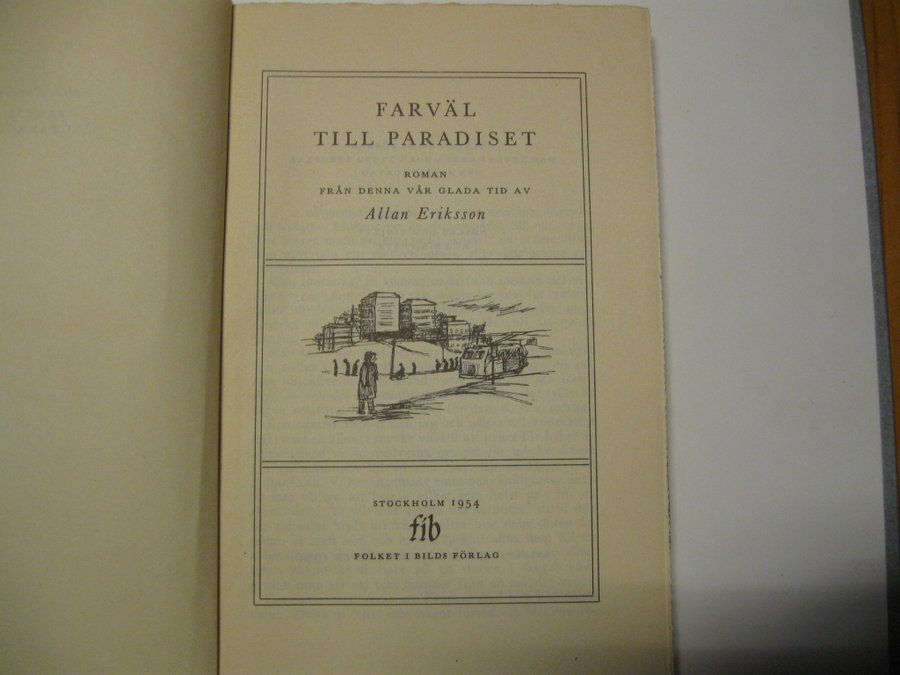 FARVÄL
TILL PARADISET
ROMAN
FRÅN DENNA VÅR GLADA TID AV
Allan Eriksson
STOCKHOLM 1954
fib
FOLKET I BILDS FÖRLAG